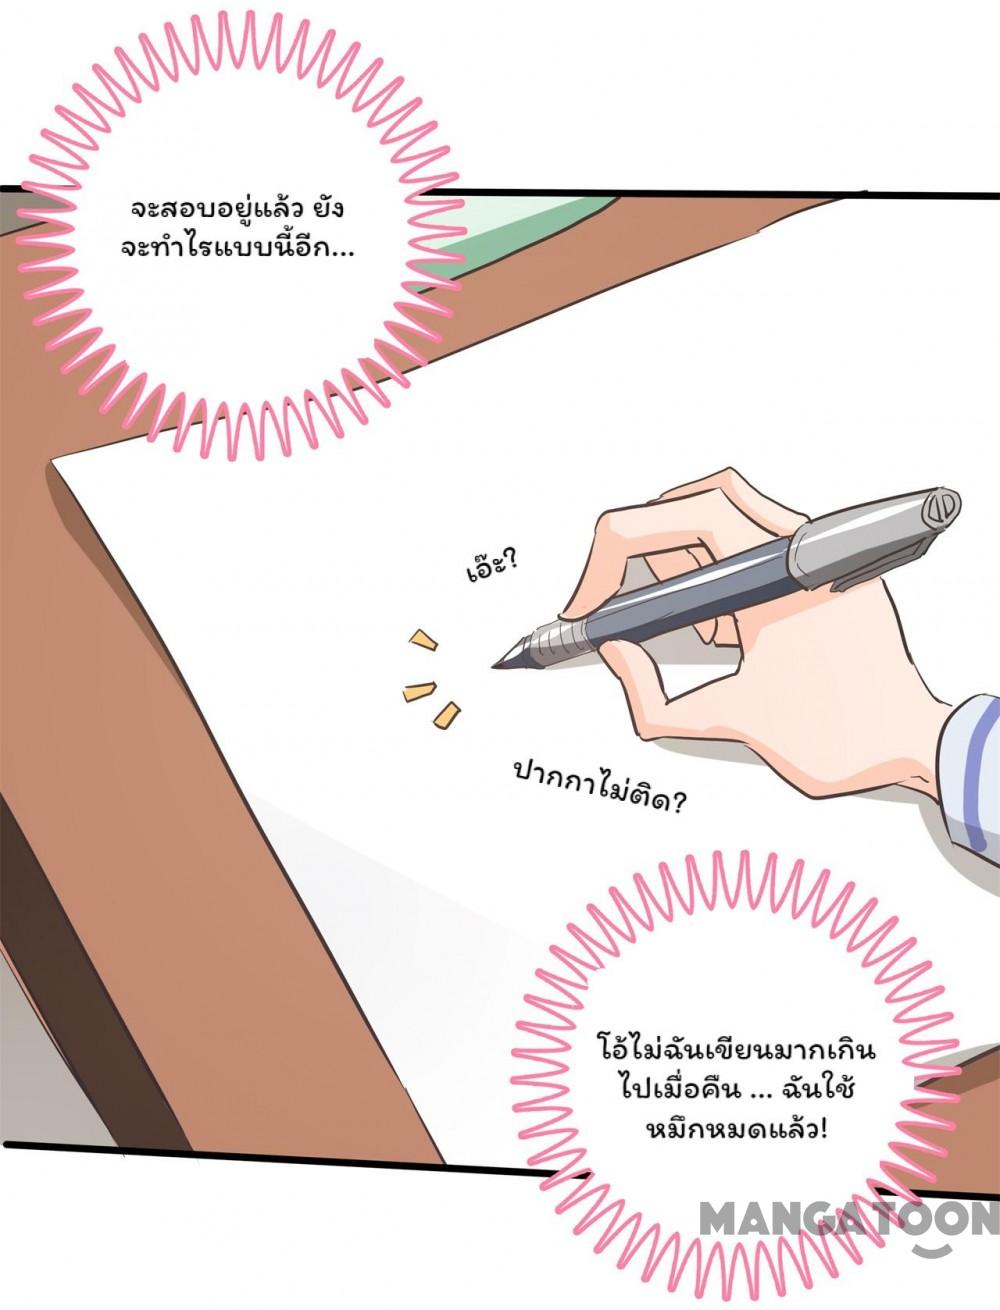 จะสอบอยู่แล้ว ยัง
จะทำไรแบบนี้อีก...
เอ๊ะ?
ปากกาไม่ติด?
โอ้ไม่ฉันเขียนมากเกิน
ไปเมื่อคืน ... ฉันใช้
หมึกหมดแล้ว!
MANGATOON